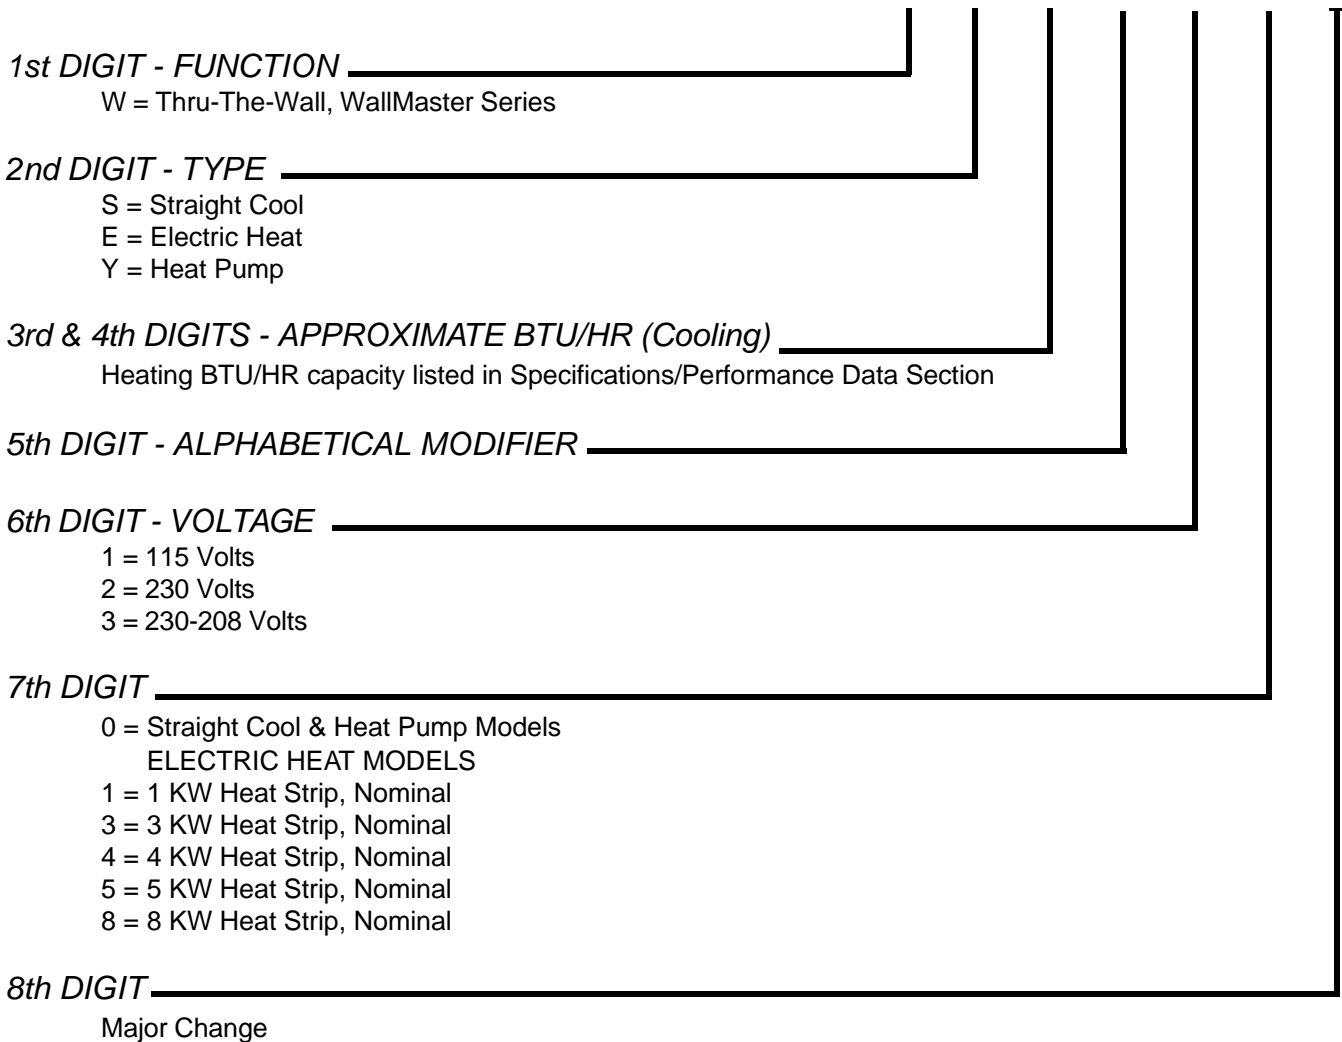 1st DIGIT - FUNCTION
W = Thru-The-Wall, WallMaster Series
2nd DIGIT - TYPE
S = Straight Cool
E = Electric Heat
Y = Heat Pump
3rd & 4th DIGITS - APPROXIMATE BTU/HR (Cooling)
Heating BTU/HR capacity listed in Specifications/Performance Data Section
5th DIGIT - ALPHABETICAL MODIFIER
6th DIGIT - VOLTAGE
1 = 115 Volts
2 = 230 Volts
3 = 230-208 Volts
7th DIGIT
0 = Straight Cool & Heat Pump Models
ELECTRIC HEAT MODELS
1 = 1 KW Heat Strip, Nominal
3 = 3 KW Heat Strip, Nominal
4 = 4 KW Heat Strip, Nominal
5 = 5 KW Heat Strip, Nominal
8 = 8 KW Heat Strip, Nominal
8th DIGIT
Major Change